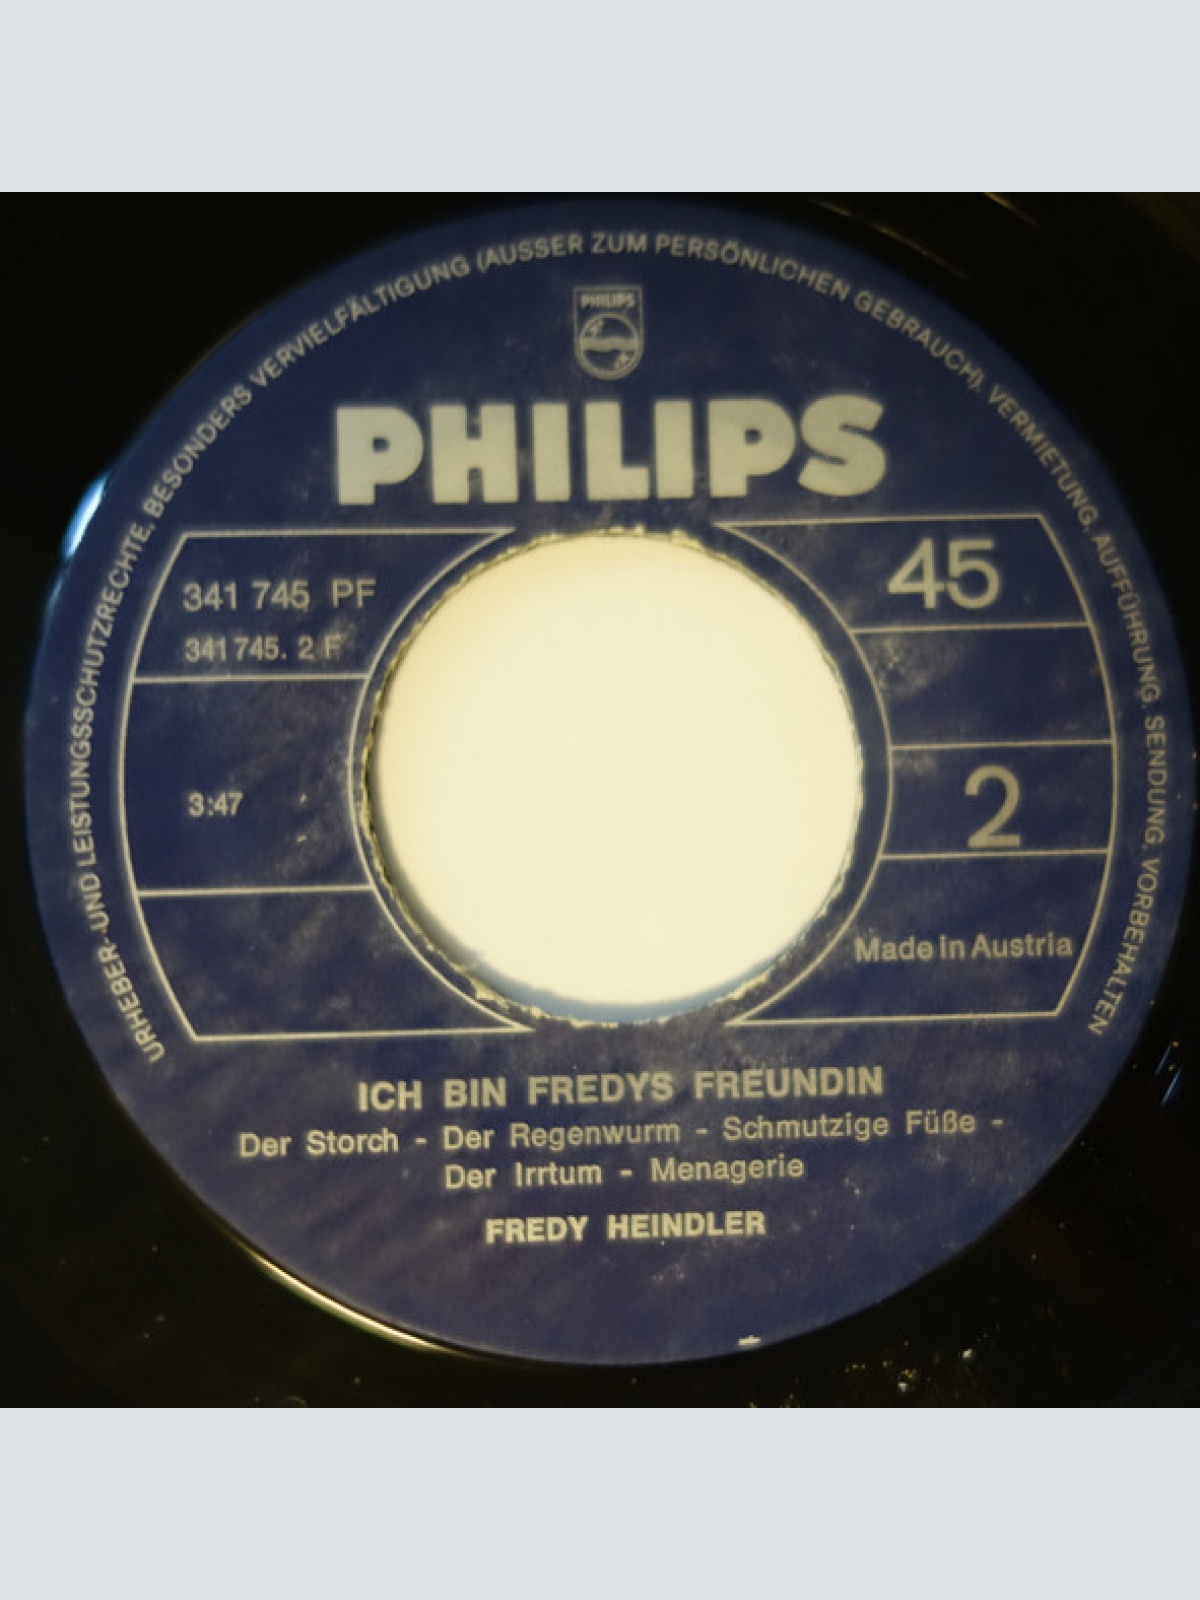 URHEBER- UND LEISTUNGSSCHUTZRECHTE, BESONDERS VERVIELFÄLTIGUNG (AUSSER ZUM PERSÖNLICHEN GEBRAUCH), VERMIETUNG, AUFFÜHRUNG, SENDUNG, VORBEHALTEN
PHILIPS
PHILIPS
341 745 PF
341 745. 2 F
45
3:47
2
Made in Austria
ICH BIN FREDYS FREUNDIN
Der Storch - Der Regenwurm - Schmutzige Füße -
Der Irrtum - Menagerie
FREDY HEINDLER